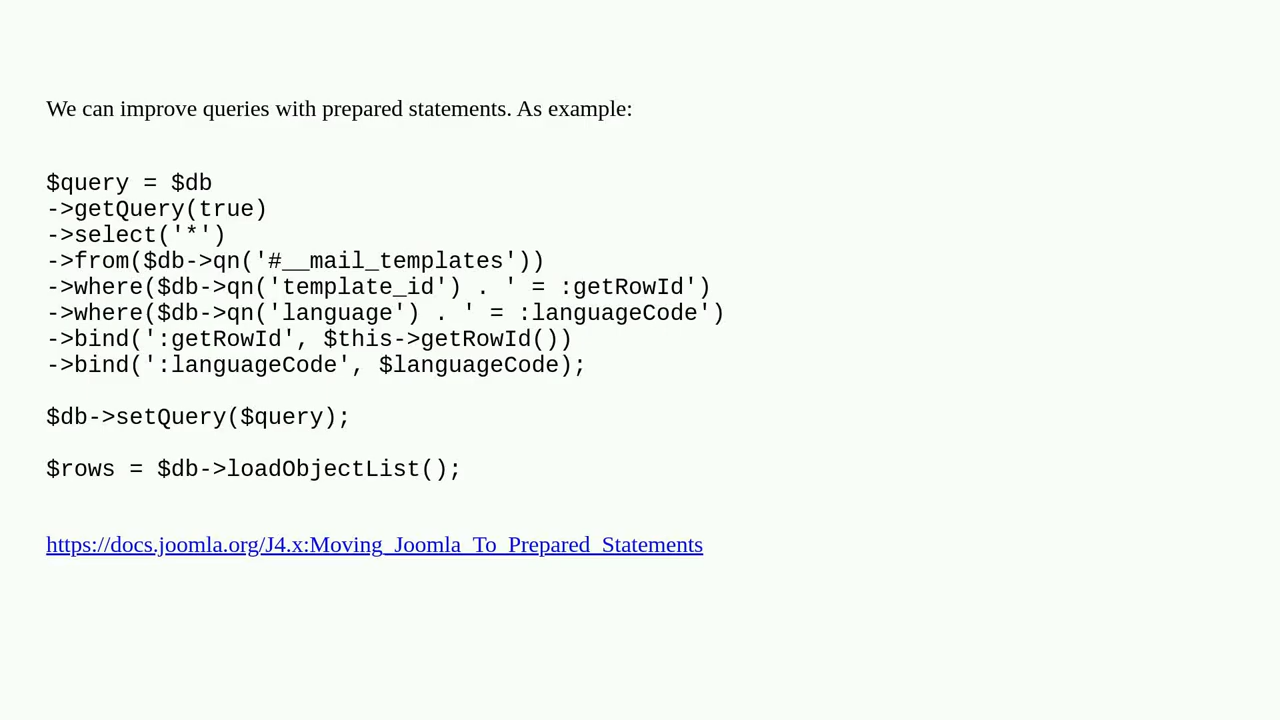 We can improve queries with prepared statements. As example:
$query = $db
->getQuery(true)
->select('*')
->from($db->qn('#__mail_templates'))
->where($db->qn('template_id') . ' = :getRowId')
->where($db->qn('language') . ' = :languageCode')
->bind(':getRowId', $this->getRowId())
->bind(':languageCode', $languageCode);
$db->setQuery($query);
$rows = $db->loadObjectList();
https://docs.joomla.org/J4.x:Moving_Joomla_To_Prepared_Statements